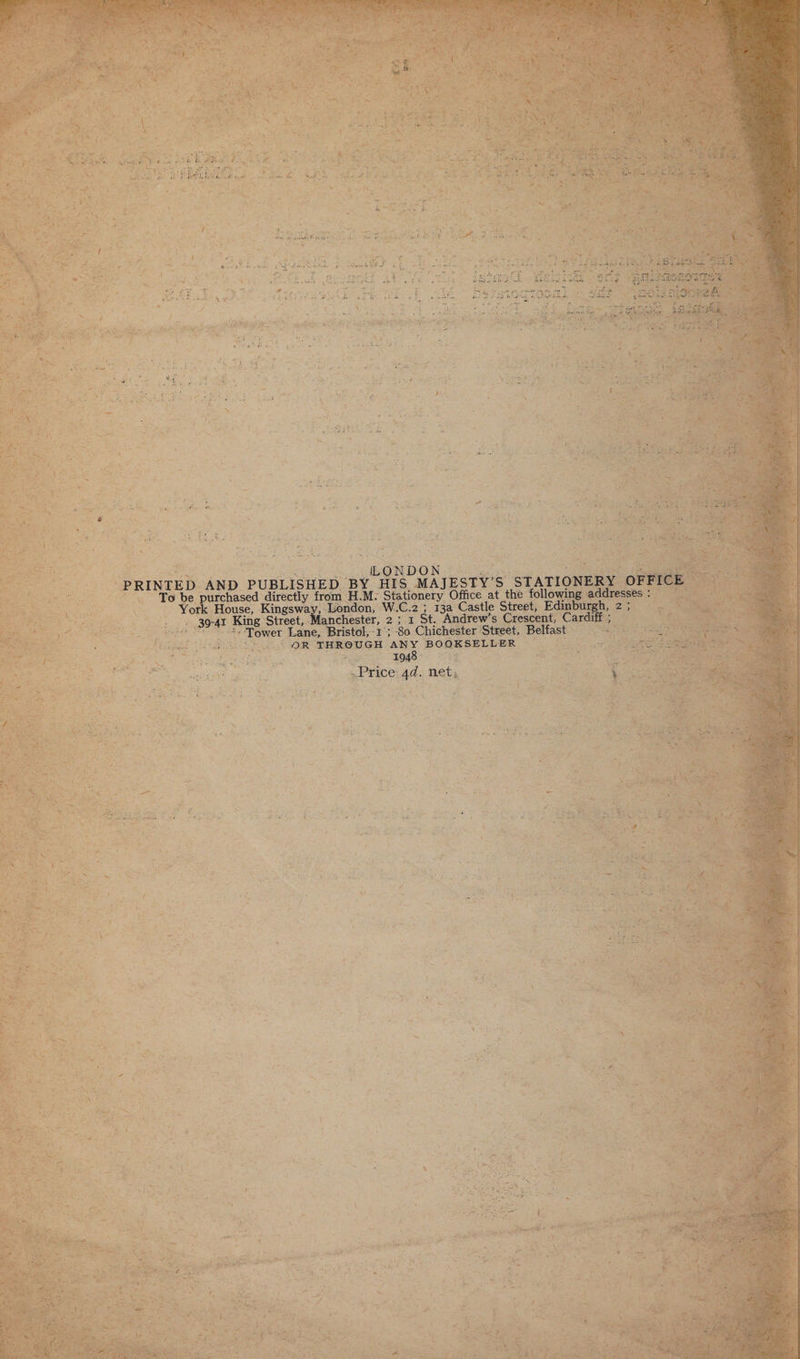 LONDON
PRINTED AND PUBLISHED BY HIS MAJESTY'S STATIONERY OFFICE
To be purchased directly from H.M. Stationery Office at the following addresses :
York House, Kingsway, London, W.C.2 ; 13a Castle Street, Edinburgh, 2 ;
39-41 King Street, Manchester, 2 ; 1 St. Andrew's Crescent, Cardiff ;
Tower Lane, Bristol, 1 ; 80 Chichester Street, Belfast
OR THROUGH ANY BOOKSELLER
1948
Price 4d. net.